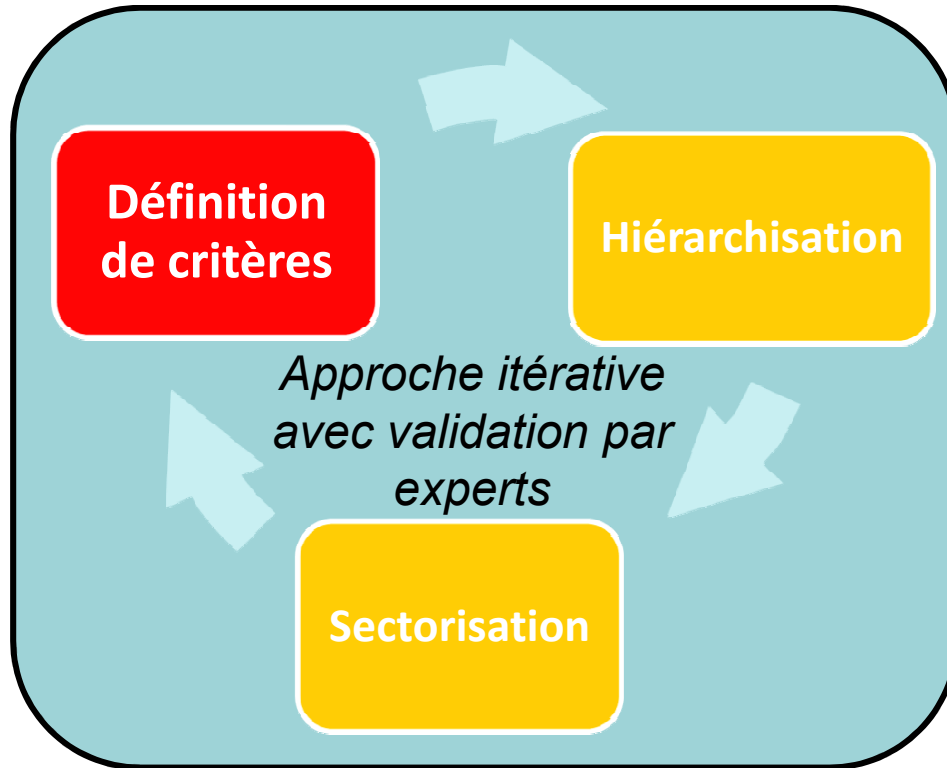 Définition
de critères
Hiérarchisation
Approche itérative
avec validation par
experts
Sectorisation